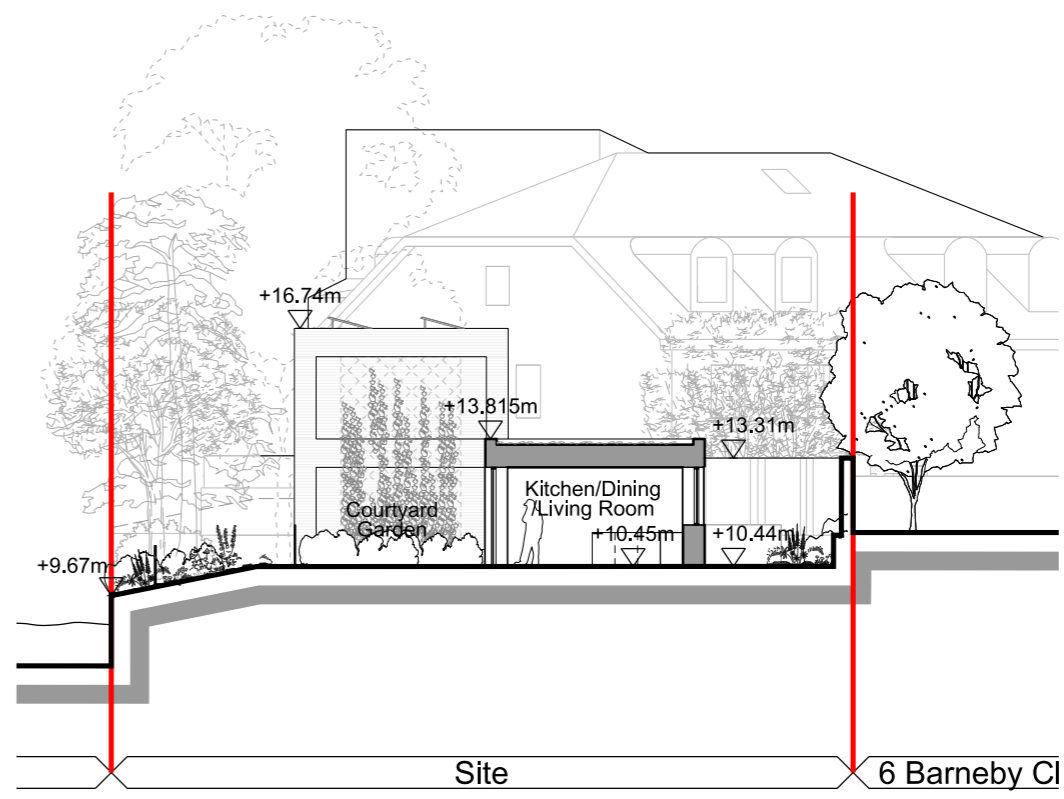 +16.74m
+13.815m
+13.31m
Kitchen/Dining
/Living Room
Courtyard
Garden
+10.45m
+10.44m
+9.67m
Site
6 Barneby Cl